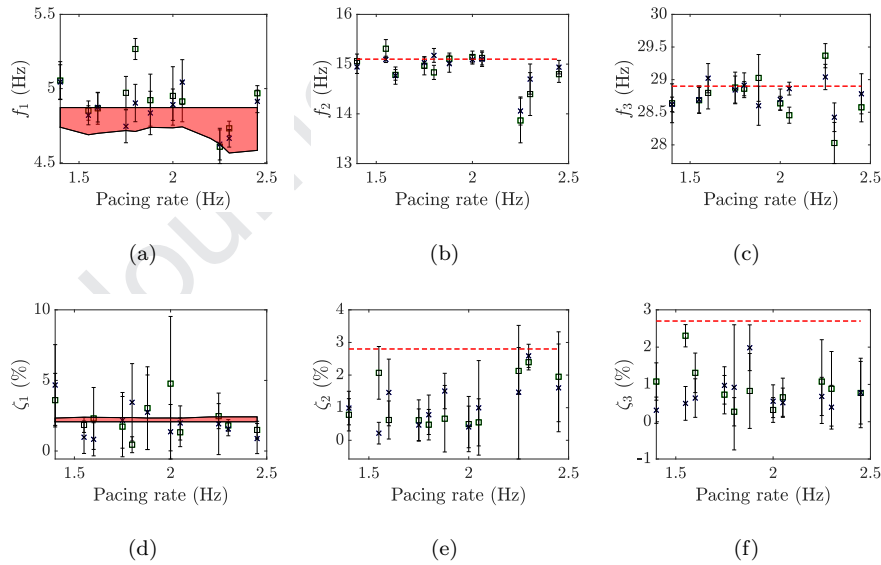 5.5
5
4.5
f₁ (Hz)
1.5 2 2.5
Pacing rate (Hz)
(a)
16
15
14
13
f₂ (Hz)
1.5 2 2.5
Pacing rate (Hz)
(b)
30
29.5
29
28.5
28
f₃ (Hz)
1.5 2 2.5
Pacing rate (Hz)
(c)
10
5
0
ζ₁ (%)
1.5 2 2.5
Pacing rate (Hz)
(d)
4
3
2
1
0
ζ₂ (%)
1.5 2 2.5
Pacing rate (Hz)
(e)
3
2
1
0
-1
ζ₃ (%)
1.5 2 2.5
Pacing rate (Hz)
(f)